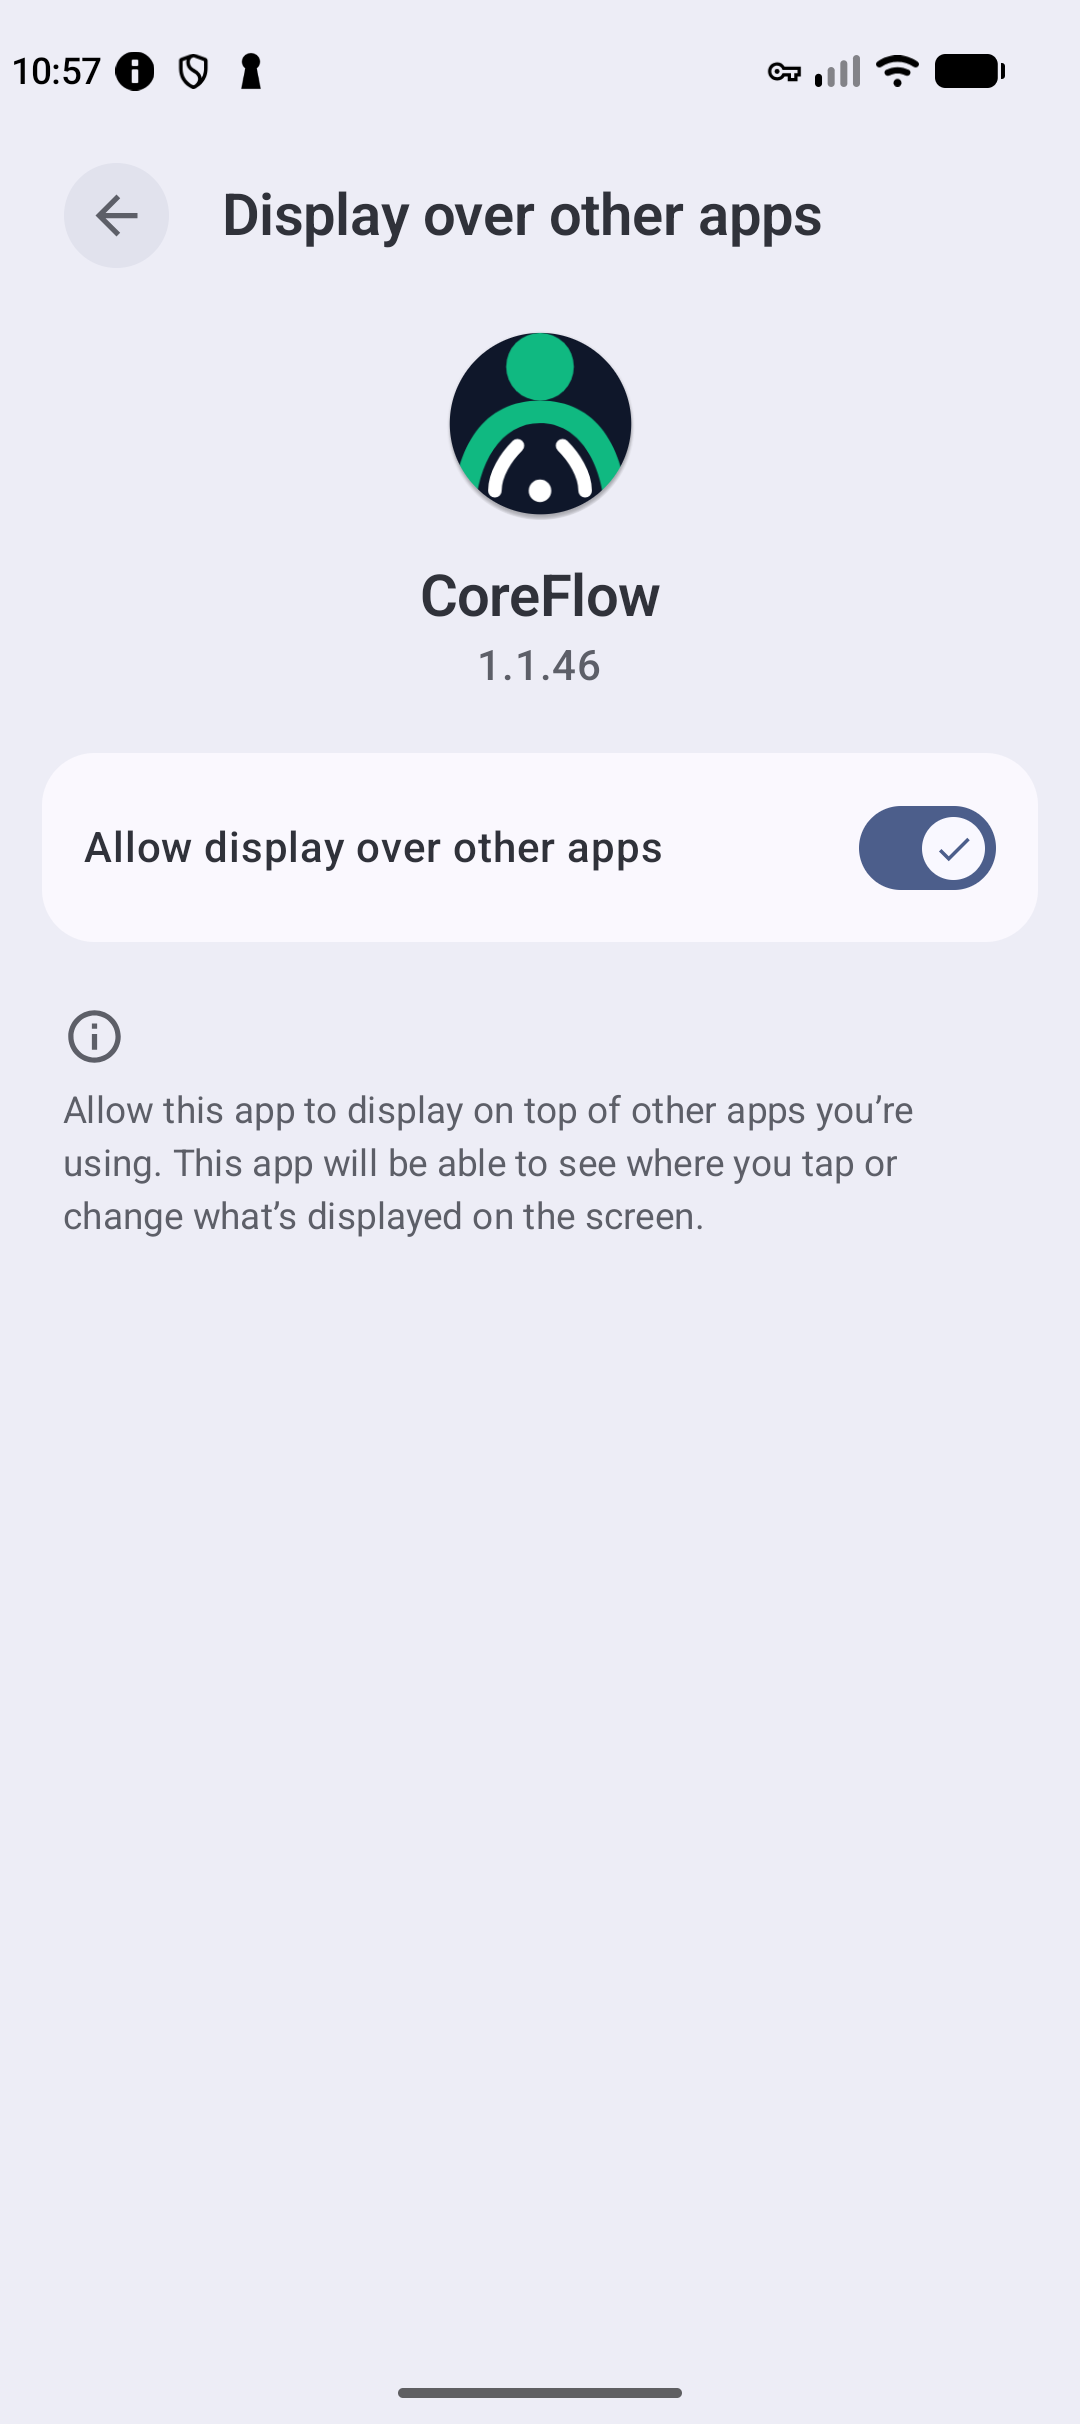 10:57
Display over other apps
CoreFlow
1.1.46
Allow display over other apps
Allow this app to display on top of other apps you’re
using. This app will be able to see where you tap or
change what’s displayed on the screen.